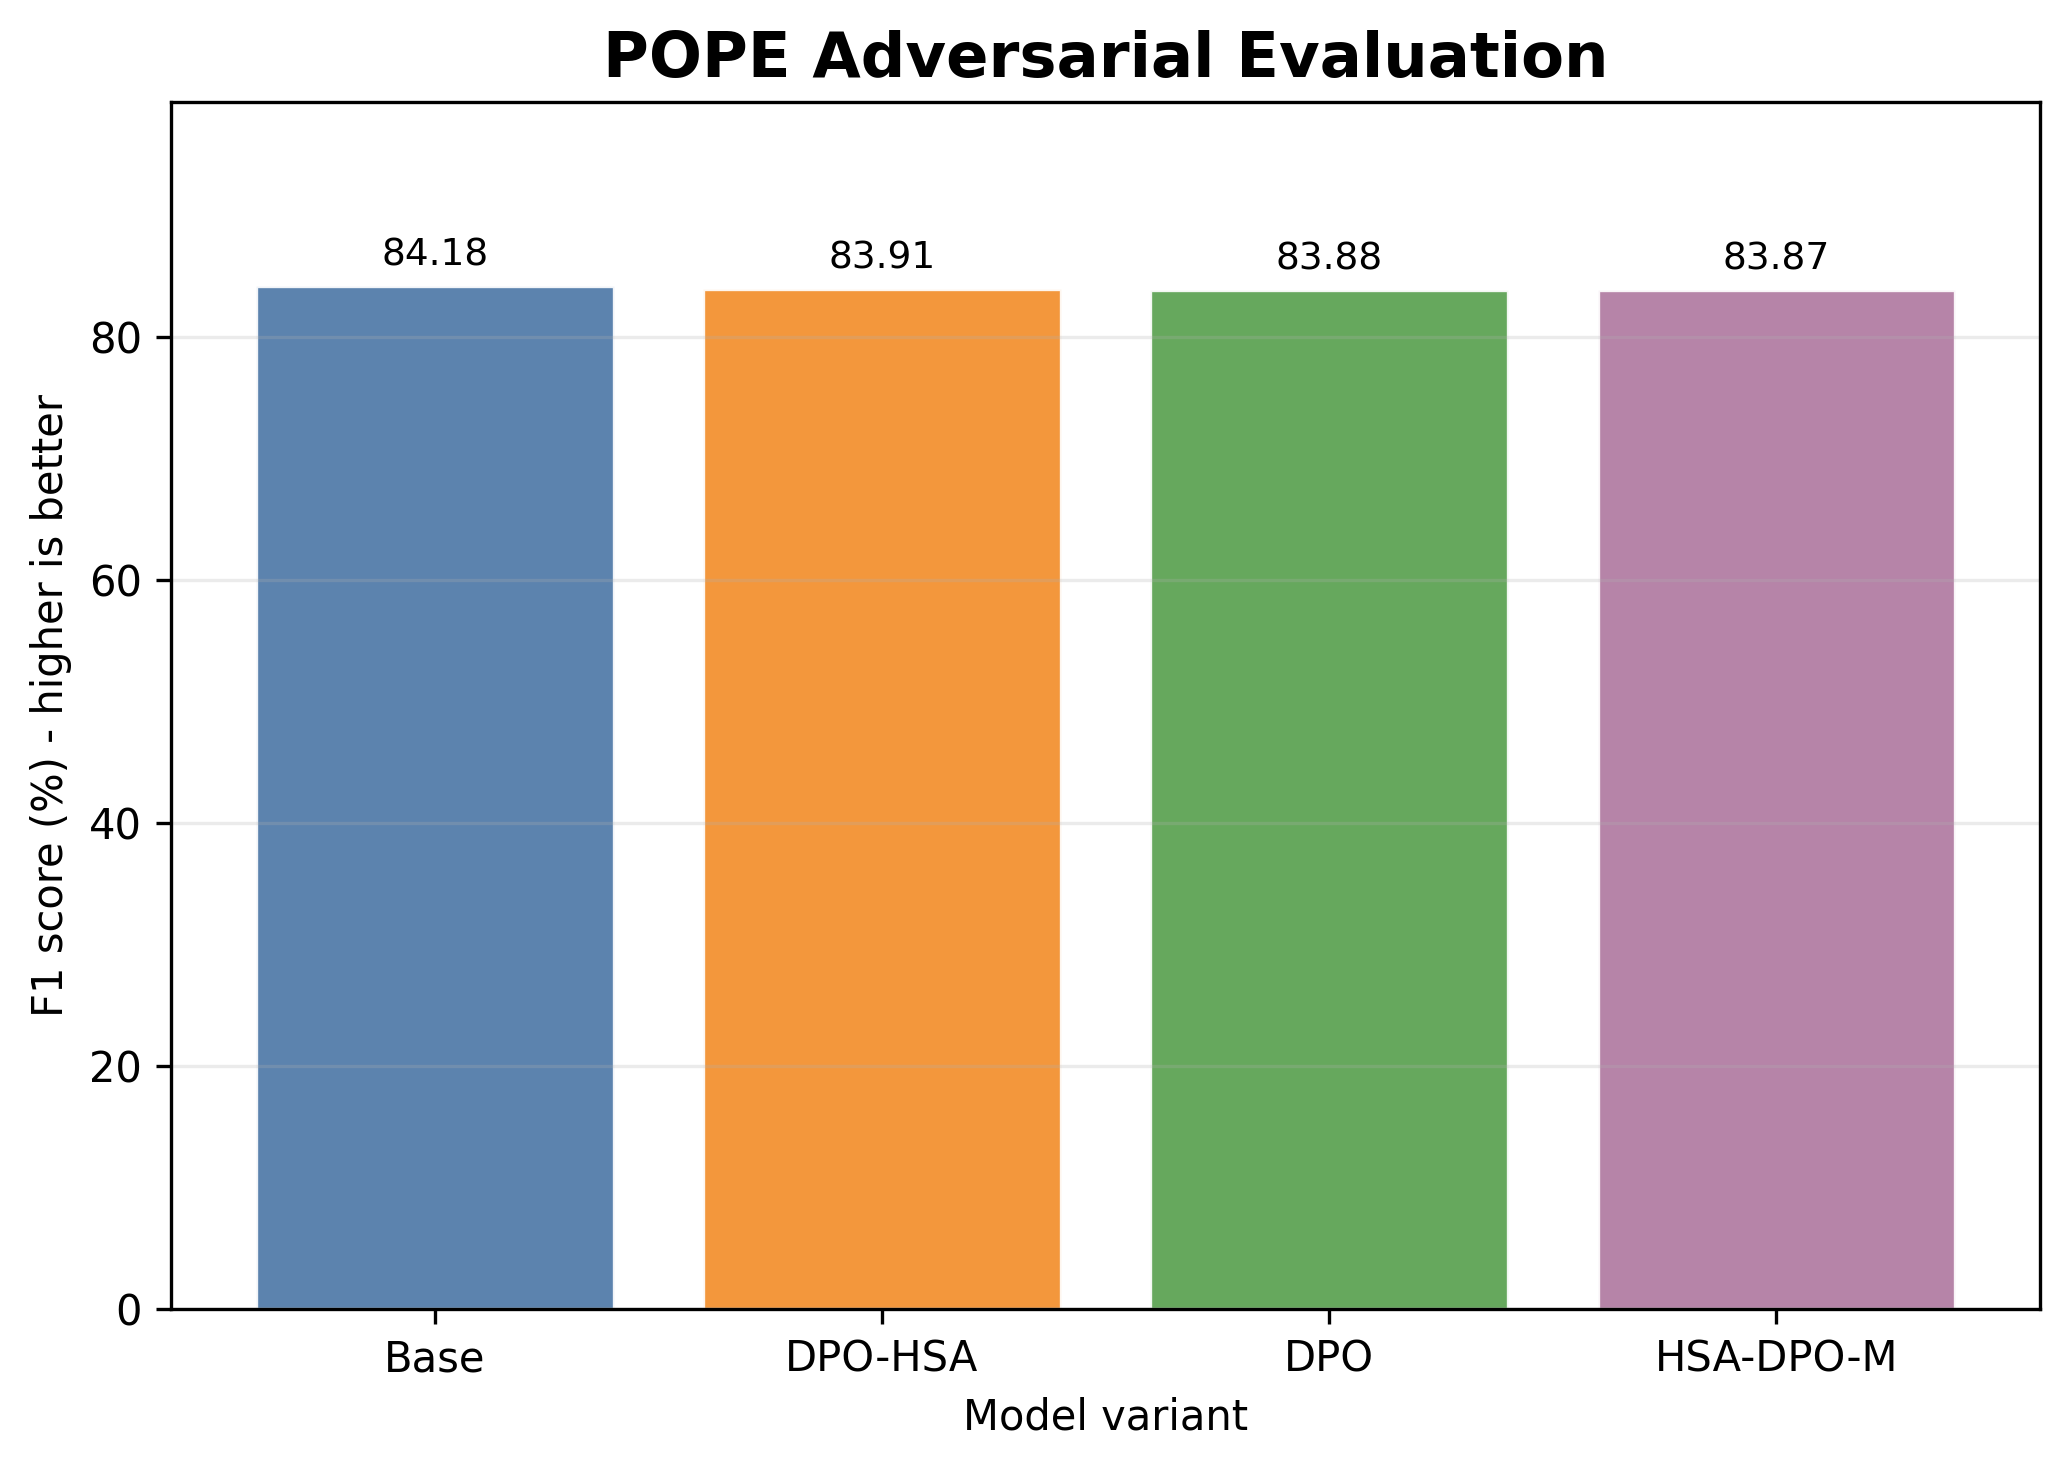 POPE Adversarial Evaluation
F1 score (%) - higher is better
80
60
40
20
0
84.18
83.91
83.88
83.87
Base
DPO-HSA
DPO
HSA-DPO-M
Model variant